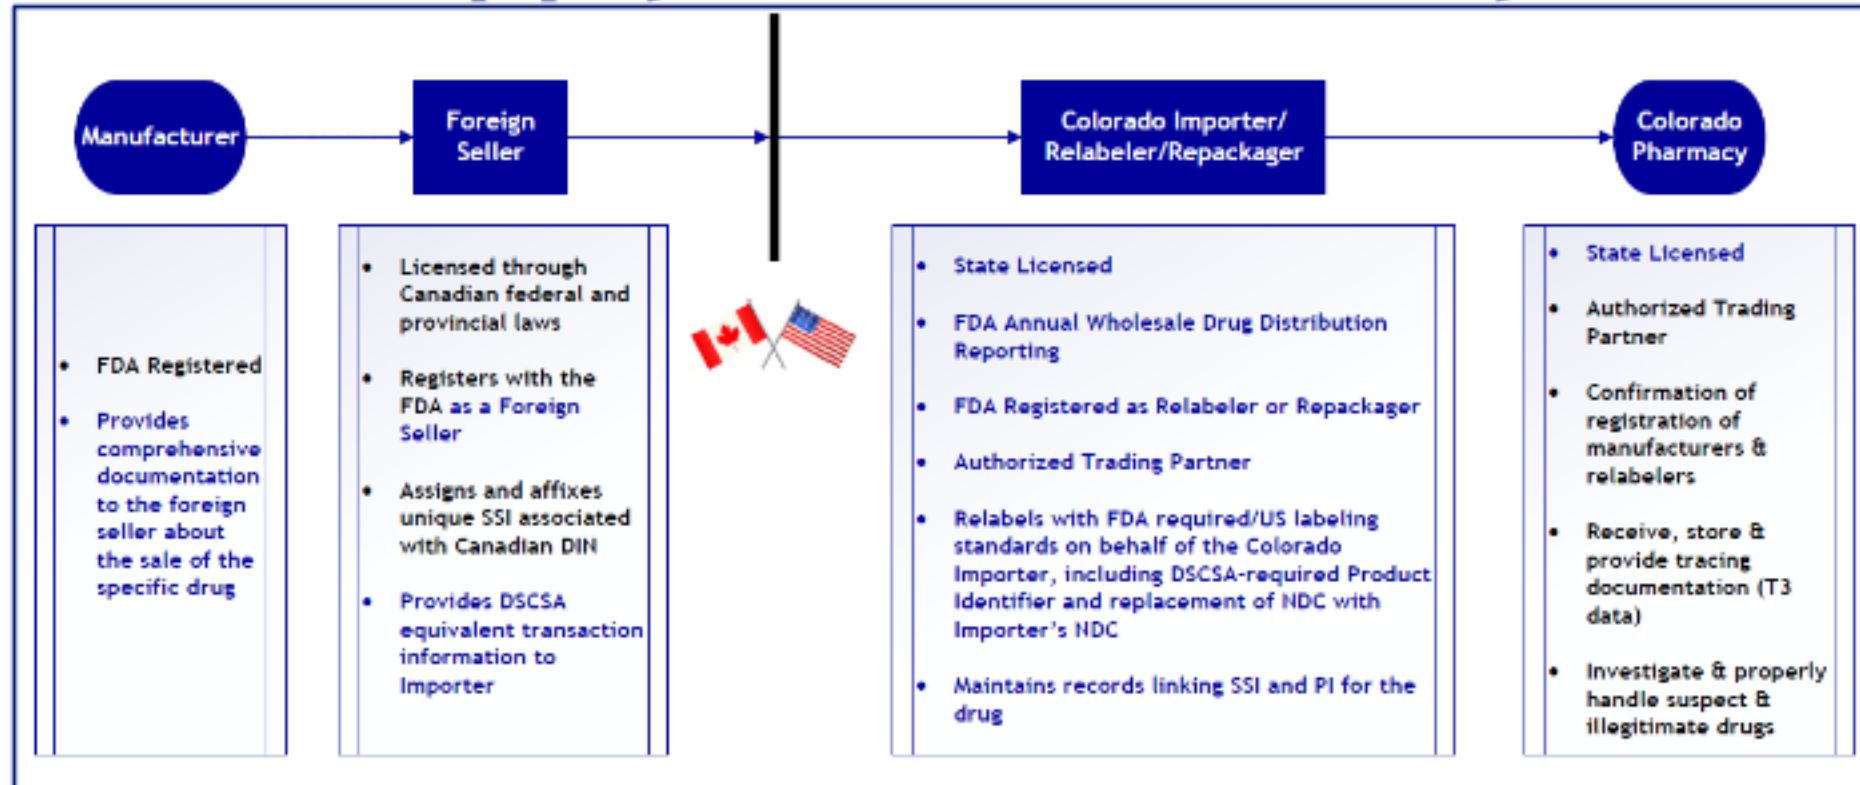 Manufacturer
Foreign
Seller
Colorado Importer/
Relabeler/Repackager
Colorado
Pharmacy
• FDA Registered
• Provides
comprehensive
documentation
to the foreign
seller about
the sale of the
specific drug
• Licensed through
Canadian federal and
provincial laws
• Registers with the
FDA as a Foreign
Seller
• Assigns and affixes
unique SSI associated
with Canadian DIN
• Provides DSCSA
equivalent transaction
information to
Importer
• State Licensed
• FDA Annual Wholesale Drug Distribution
Reporting
• FDA Registered as Relabeler or Repackager
• Authorized Trading Partner
• Relabels with FDA required/US labeling
standards on behalf of the Colorado
Importer, including DSCSA-required Product
Identifier and replacement of NDC with
Importer's NDC
• Maintains records linking SSI and PI for the
drug
• State Licensed
• Authorized Trading
Partner
• Confirmation of
registration of
manufacturers &
relabelers
• Receive, store &
provide tracing
documentation (T3
data)
• Investigate & properly
handle suspect &
illegitimate drugs